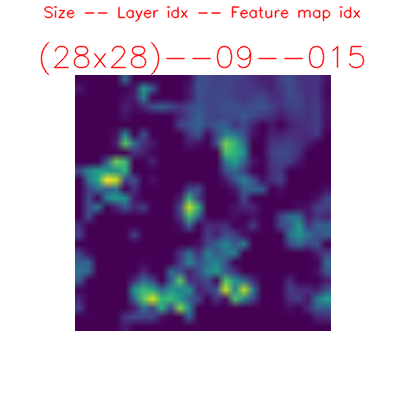 Size -- Layer idx -- Feature map idx
(28x28)--09--015